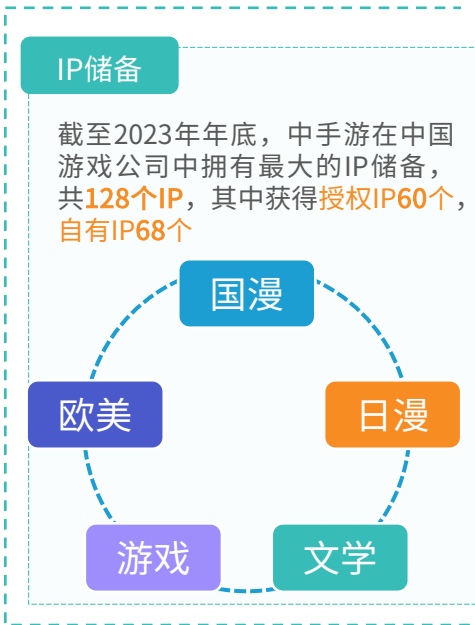 IP储备
截至2023年年底，中手游在中国
游戏公司中拥有最大的IP储备，
共128个IP，其中获得授权IP60个，
自有IP68个
国漫
欧美
日漫
游戏
文学